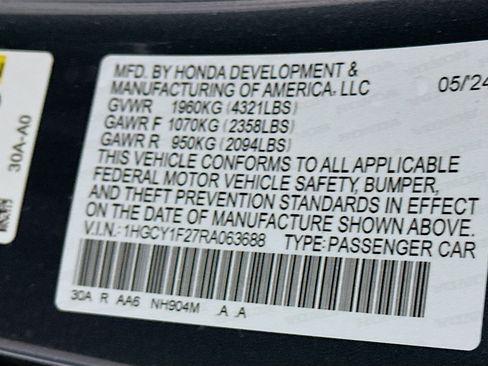 MFD. BY HONDA DEVELOPMENT &
MANUFACTURING OF AMERICA, LLC 05/24
GVWR 1960KG (4321LBS)
GAWR F 1070KG (2358LBS)
GAWR R 950KG (2094LBS)
THIS VEHICLE CONFORMS TO ALL APPLICABLE
FEDERAL MOTOR VEHICLE SAFETY, BUMPER,
AND THEFT PREVENTION STANDARDS IN EFFECT
ON THE DATE OF MANUFACTURE SHOWN ABOVE.
V.I.N.: 1HGCY1F27RA063688 TYPE: PASSENGER CAR
30A R AA6 NH904M .A .A
30A-A0